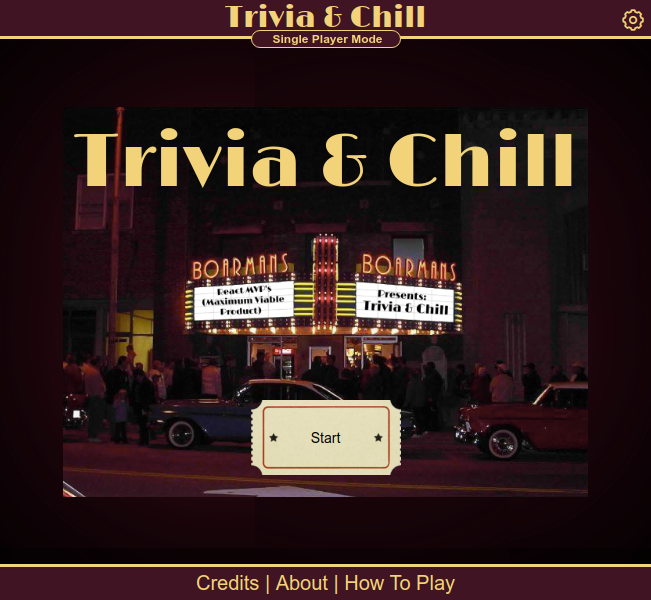 Trivia & Chill
Single Player Mode
Trivia & Chill
BOARMANS
BOARMANS
React MVP's
(Maximum Viable
Product)
Presents:
Trivia & Chill
Start
Credits | About | How To Play